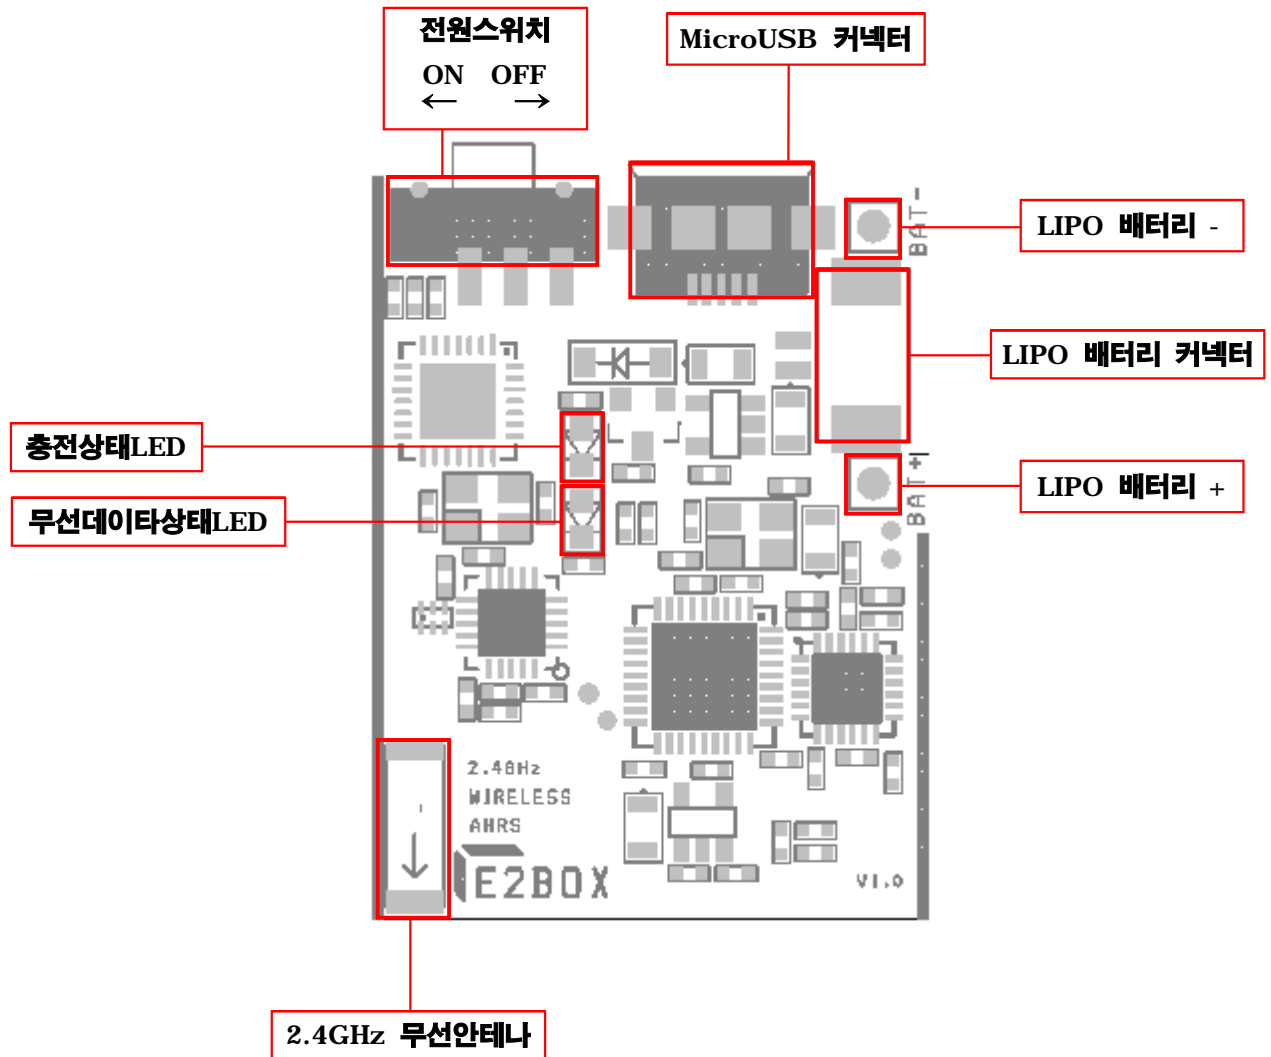 전원스위치
ON OFF
← →
MicroUSB 커넥터
BAT-
LIPO 배터리 -
LIPO 배터리 커넥터
충전상태LED
BAT+
LIPO 배터리 +
무선데이타상태LED
2.4GHz
WIRELESS
AHRS
E2BOX
V1.0
2.4GHz 무선안테나